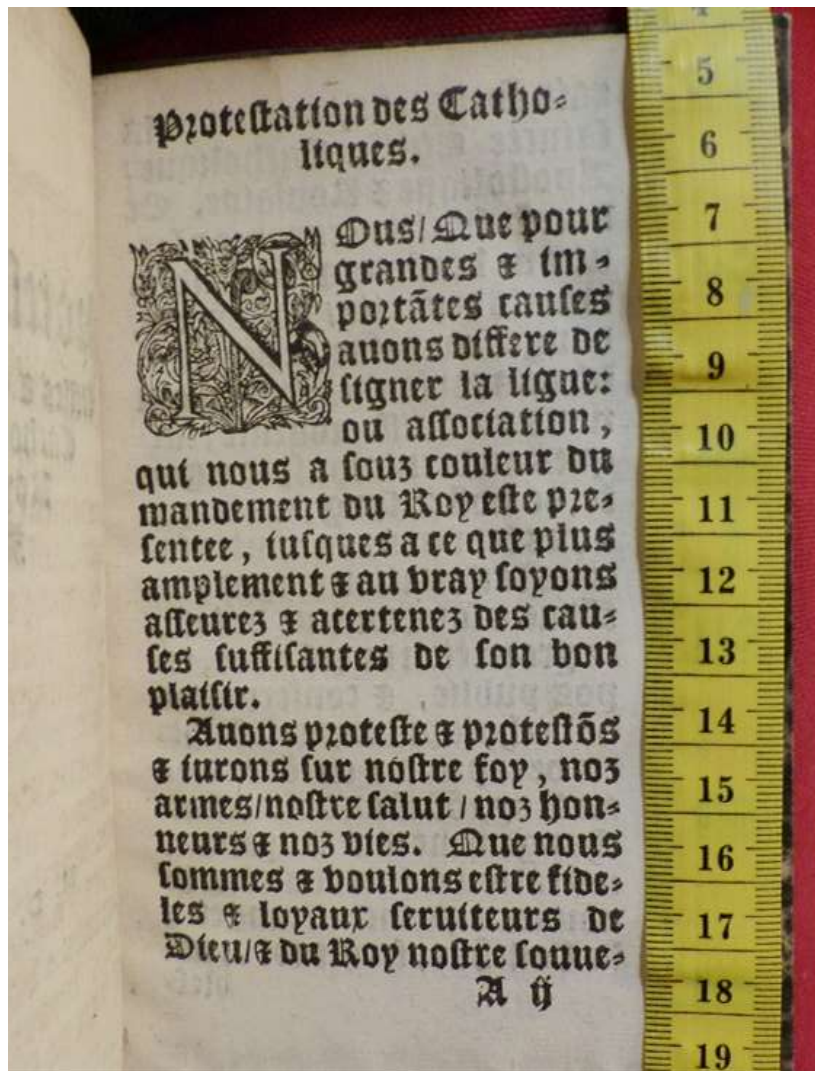 Protestation des Catho-
liques.
NOus/ Que pour
grandes & im-
portãtes causes
auons differe de
signer la ligue:
ou association,
qui nous a souz couleur du
mandement du Roy este pre-
sentee, iusques a ce que plus
amplement & au vray soyons
asseurez & acertenez des cau-
ses suffisantes de son bon
plaisir.
Auons proteste & protestõs
& iurons sur nostre foy, noz
armes/nostre salut / noz hon-
neurs & noz vies. Que nous
sommes & voulons estre fide-
les & loyaux seruiteurs de
Dieu/& du Roy nostre souue-
A ij
4
5
6
7
8
9
10
11
12
13
14
15
16
17
18
19